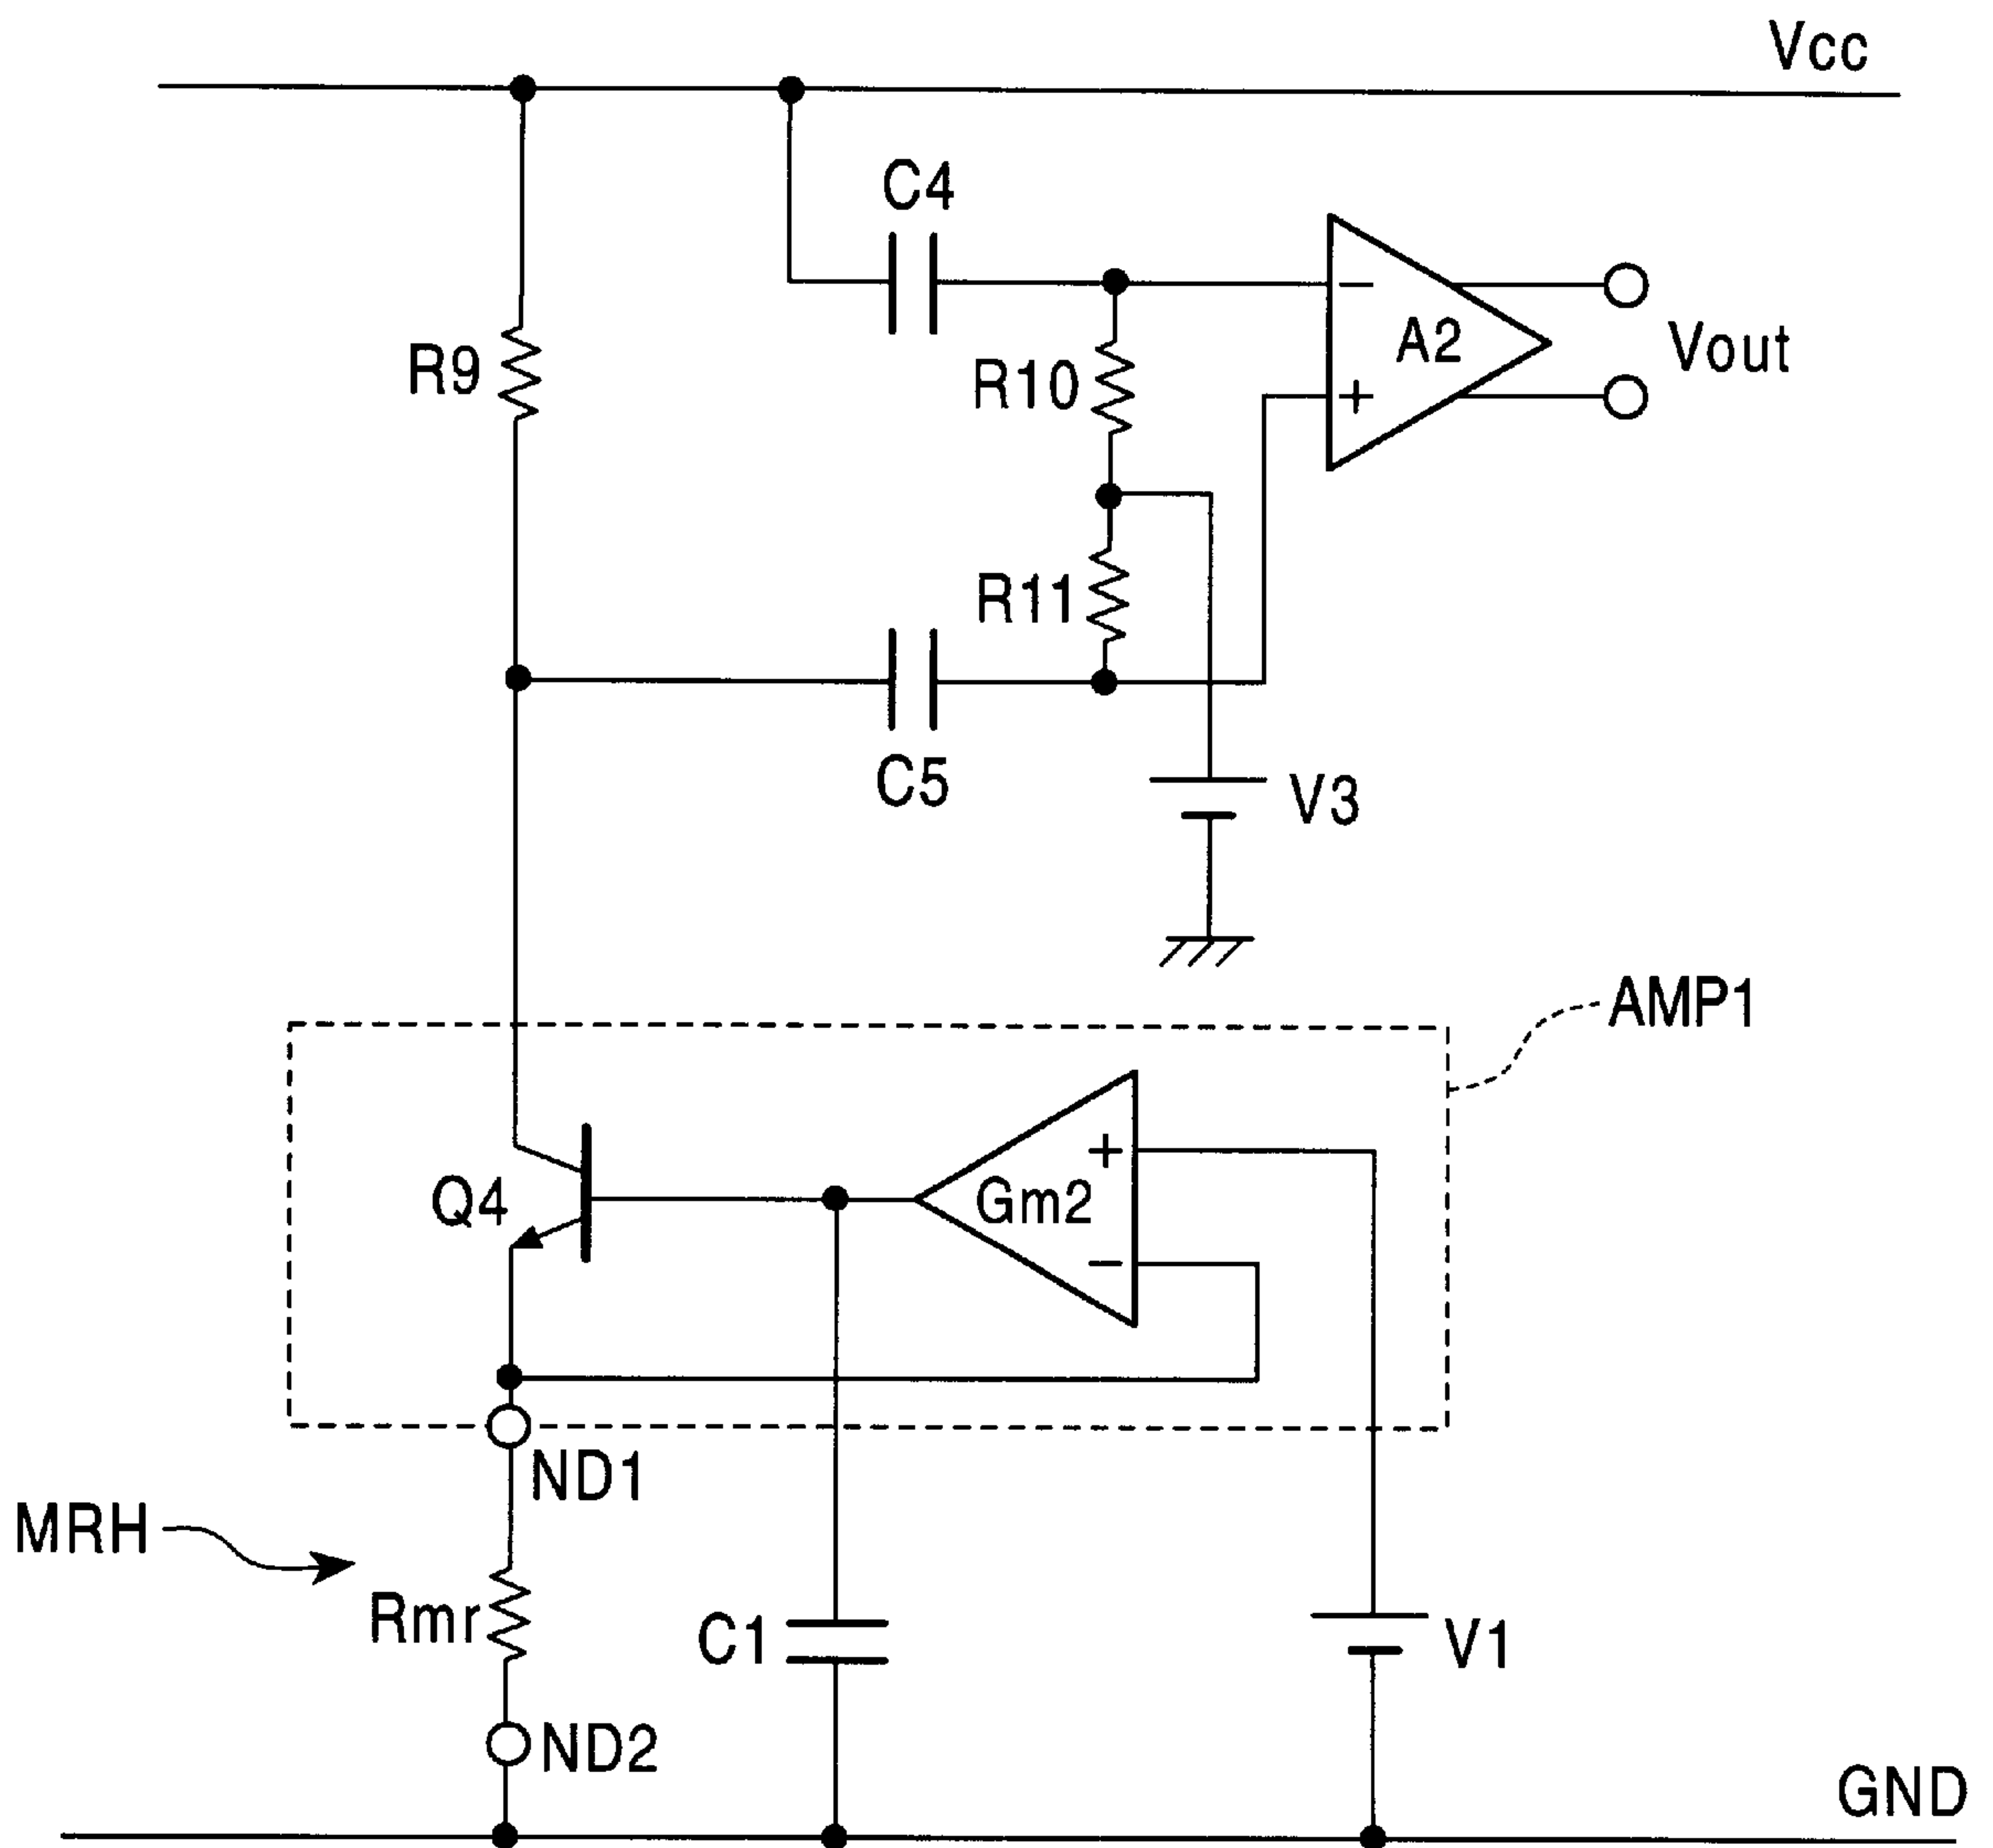 Vcc
C4
R9
R10
−
A2
+
Vout
R11
C5
V3
AMP1
Q4
+
Gm2
−
ND1
MRH
Rmr
C1
V1
ND2
GND